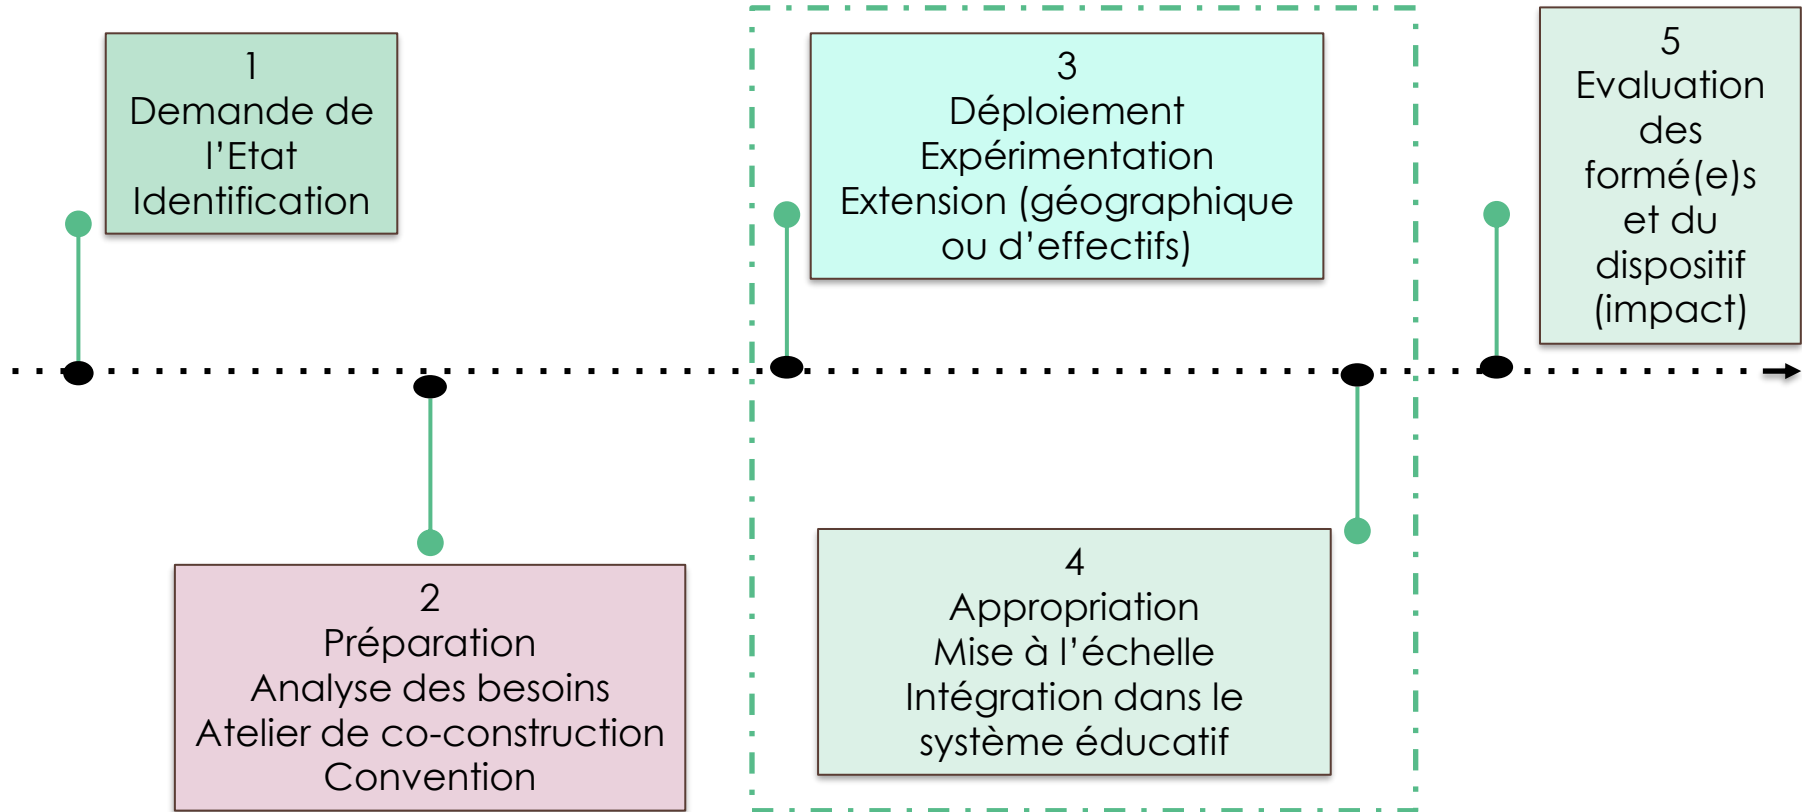 1
Demande de
l'Etat
Identification
2
Préparation
Analyse des besoins
Atelier de co-construction
Convention
3
Déploiement
Expérimentation
Extension (géographique
ou d'effectifs)
4
Appropriation
Mise à l'échelle
Intégration dans le
système éducatif
5
Evaluation
des
formé(e)s
et du
dispositif
(impact)